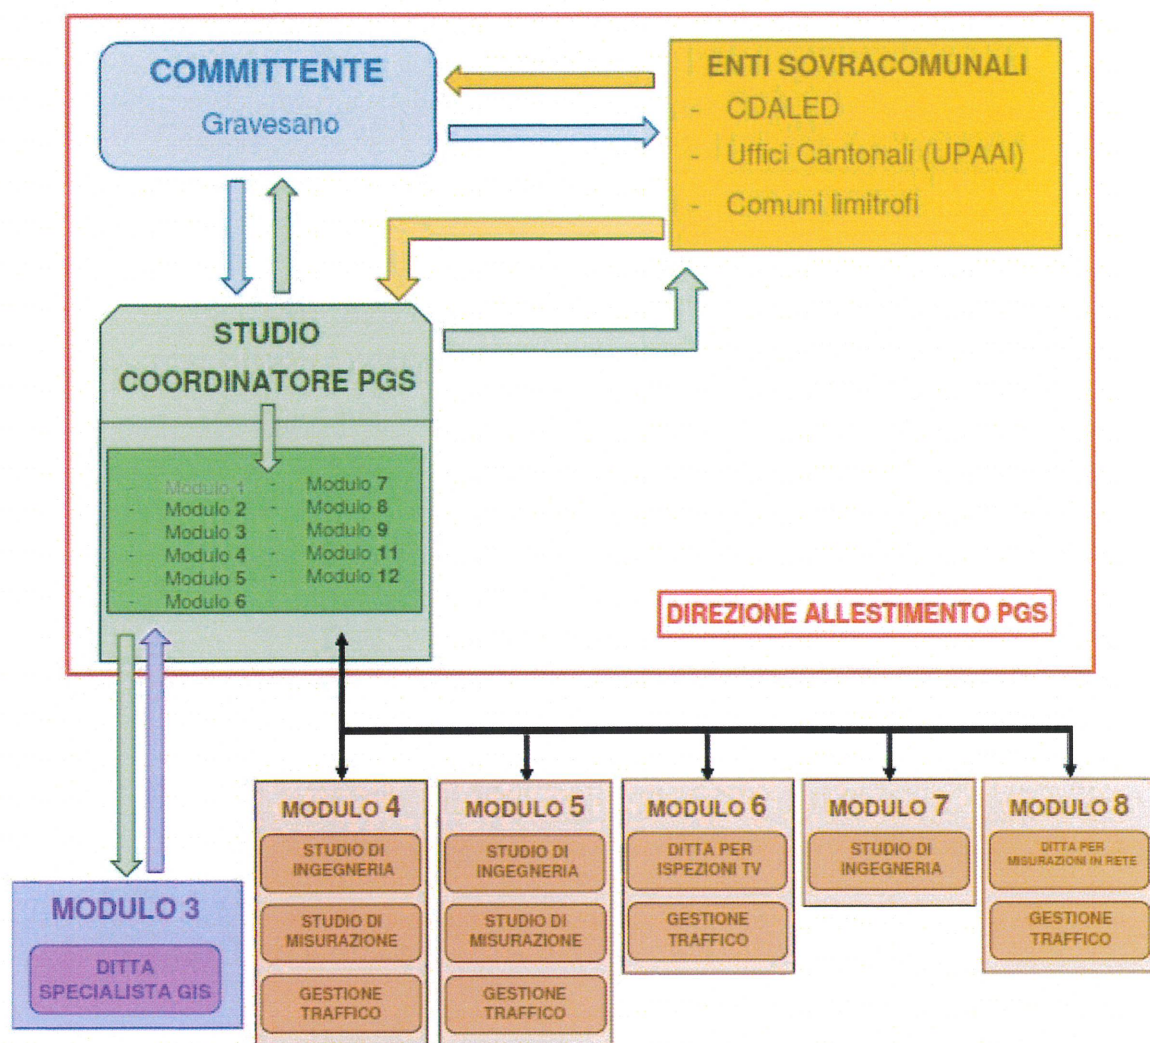 COMMITTENTE
Gravesano
ENTI SOVRACOMUNALI
- CDALED
- Uffici Cantonali (UPAAI)
- Comuni limitrofi
STUDIO
COORDINATORE PGS
- Modulo 1
- Modulo 2
- Modulo 3
- Modulo 4
- Modulo 5
- Modulo 6
- Modulo 7
- Modulo 8
- Modulo 9
- Modulo 11
- Modulo 12
DIREZIONE ALLESTIMENTO PGS
MODULO 3
DITTA
SPECIALISTA GIS
MODULO 4
STUDIO DI
INGEGNERIA
STUDIO DI
MISURAZIONE
GESTIONE
TRAFFICO
MODULO 5
STUDIO DI
INGEGNERIA
STUDIO DI
MISURAZIONE
GESTIONE
TRAFFICO
MODULO 6
DITTA PER
ISPEZIONI TV
GESTIONE
TRAFFICO
MODULO 7
STUDIO DI
INGEGNERIA
MODULO 8
DITTA PER
MISURAZIONI IN RETE
GESTIONE
TRAFFICO